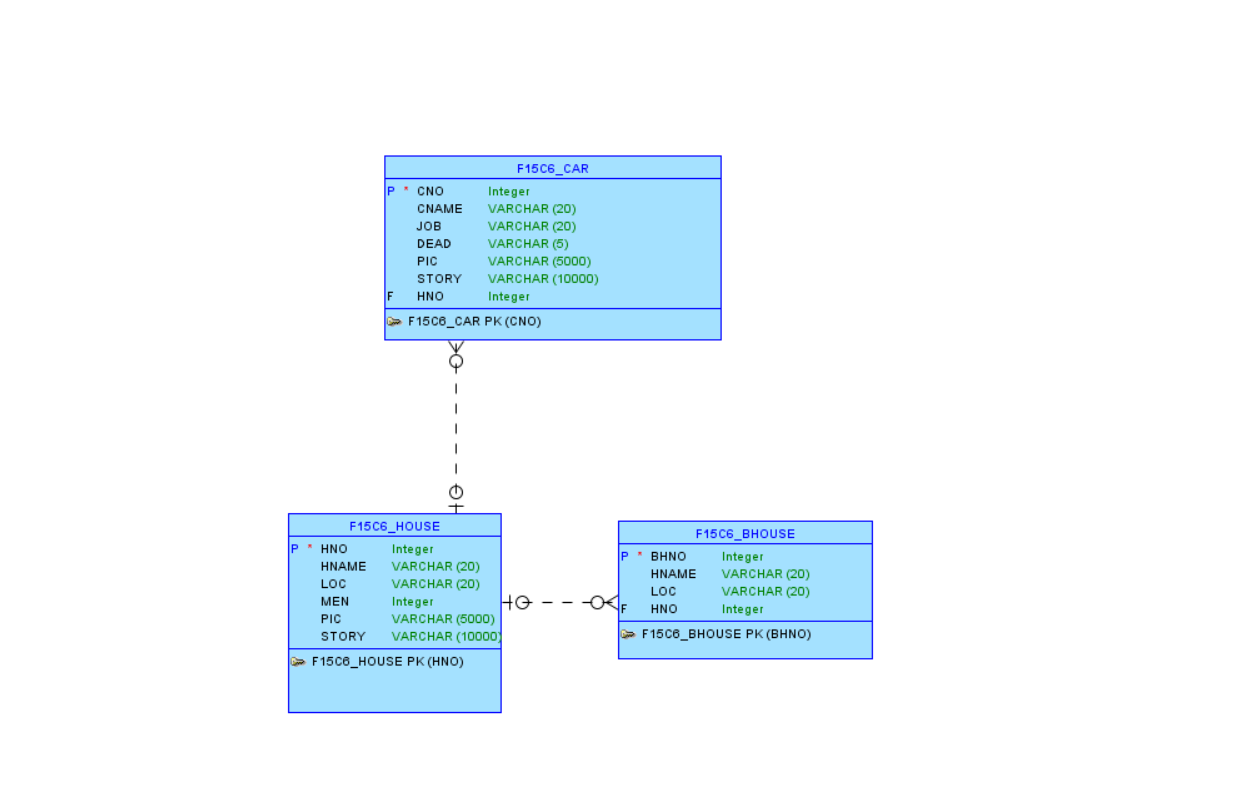 F15C6_CAR
P * CNO Integer
CNAME VARCHAR (20)
JOB VARCHAR (20)
DEAD VARCHAR (5)
PIC VARCHAR (5000)
STORY VARCHAR (10000)
F HNO Integer
F15C6_CAR PK (CNO)
F15C6_HOUSE
P * HNO Integer
HNAME VARCHAR (20)
LOC VARCHAR (20)
MEN Integer
PIC VARCHAR (5000)
STORY VARCHAR (10000)
F15C6_HOUSE PK (HNO)
F15C6_BHOUSE
P * BHNO Integer
HNAME VARCHAR (20)
LOC VARCHAR (20)
F HNO Integer
F15C6_BHOUSE PK (BHNO)